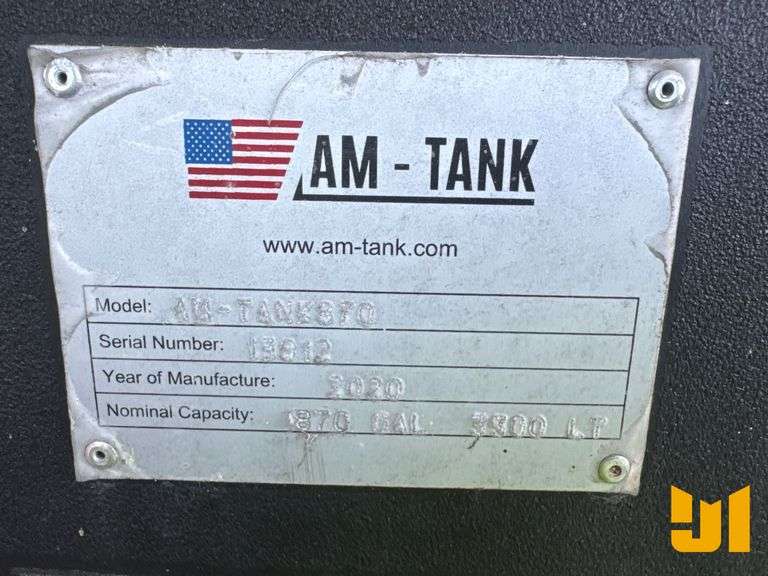 AM - TANK
www.am-tank.com
Model: AM-TANK870
Serial Number: 13812
Year of Manufacture: 2020
Nominal Capacity: 870 GAL 3300 LT